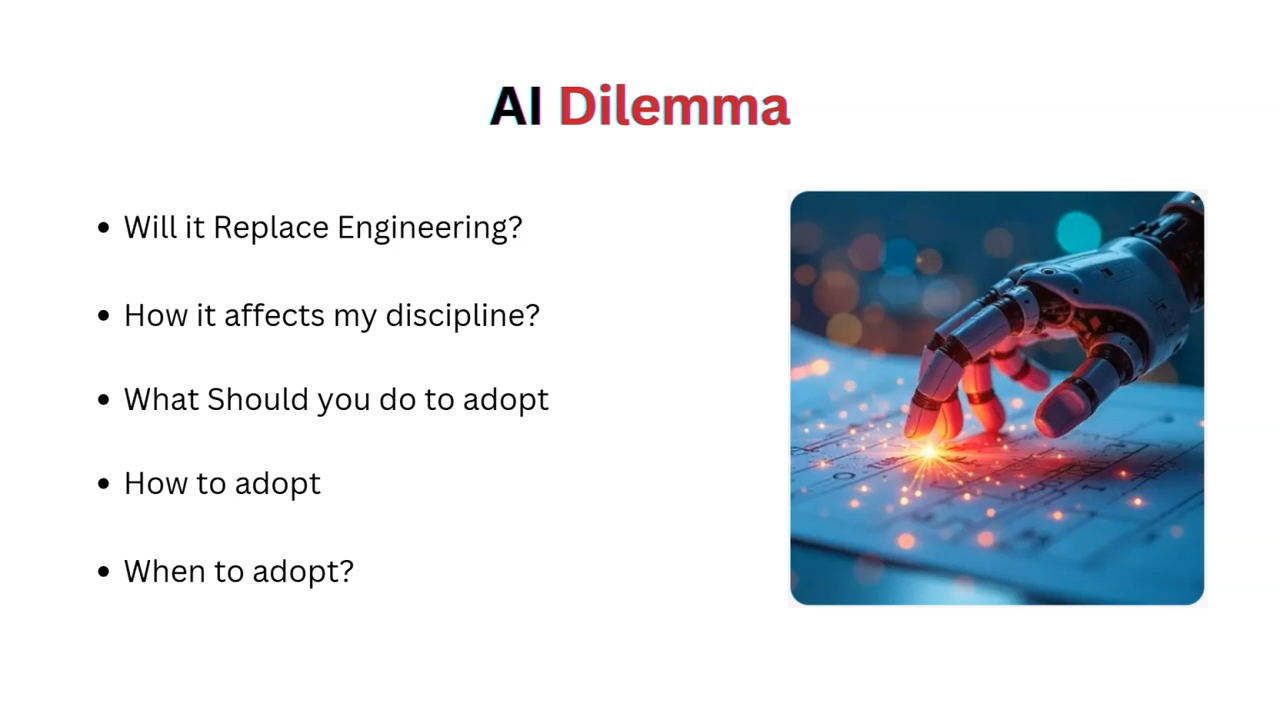 AI Dilemma
• Will it Replace Engineering?
• How it affects my discipline?
• What Should you do to adopt
• How to adopt
• When to adopt?